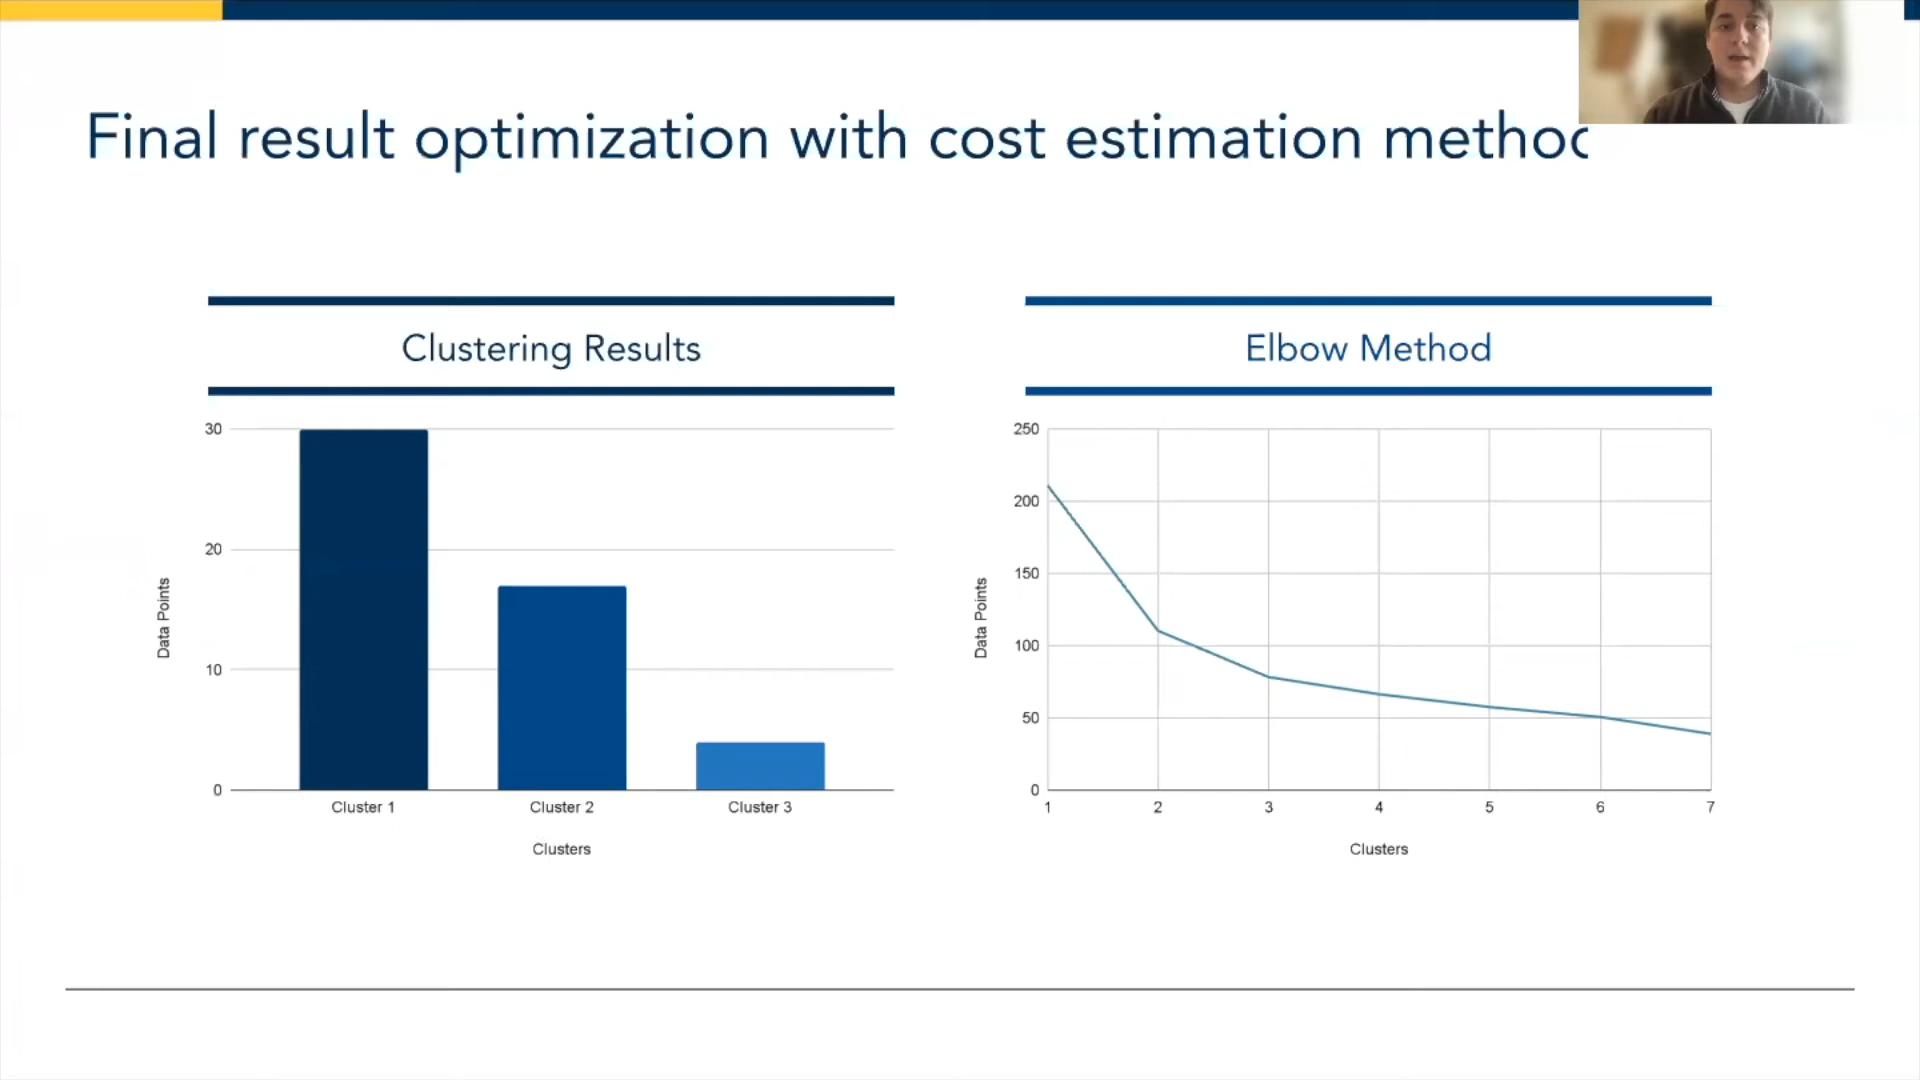 Final result optimization with cost estimation method
Clustering Results
30
20
10
0
Data Points
Cluster 1
Cluster 2
Cluster 3
Clusters
Elbow Method
250
200
150
100
50
0
Data Points
1
2
3
4
5
6
7
Clusters